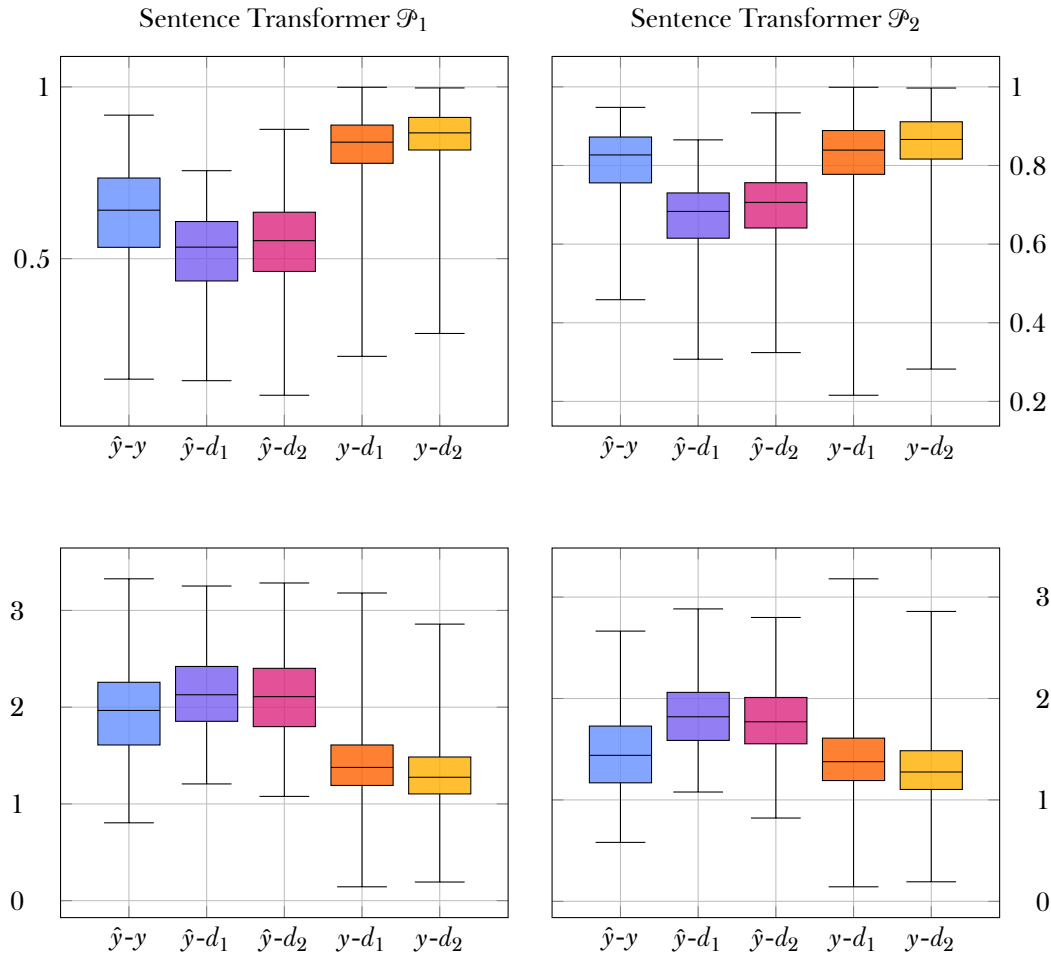 Sentence Transformer 𝒫₁
Sentence Transformer 𝒫₂
1
0.5
ŷ-y ŷ-d₁ ŷ-d₂ y-d₁ y-d₂
1
0.8
0.6
0.4
0.2
ŷ-y ŷ-d₁ ŷ-d₂ y-d₁ y-d₂
3
2
1
0
ŷ-y ŷ-d₁ ŷ-d₂ y-d₁ y-d₂
3
2
1
0
ŷ-y ŷ-d₁ ŷ-d₂ y-d₁ y-d₂